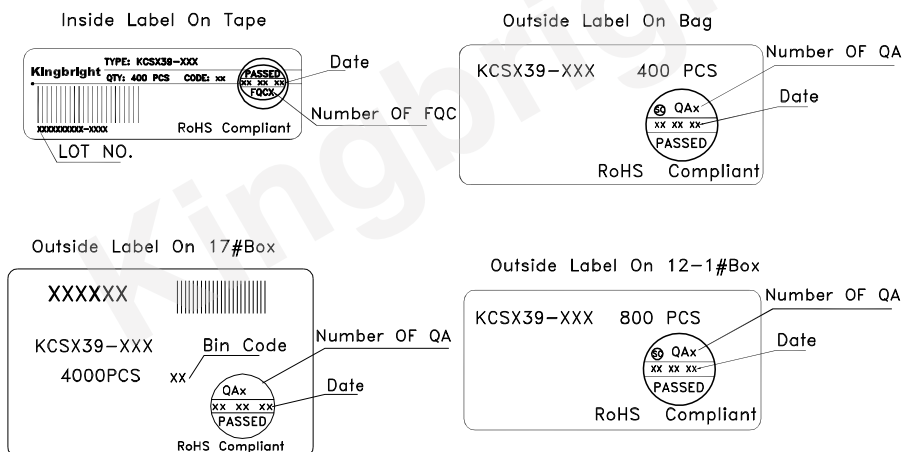 Inside Label On Tape
Kingbright
TYPE: KCSX39-XXX
QTY: 400 PCS CODE: xx
PASSED
xx xx xx
FQCX
XXXXXXXXXX-XXXX
RoHS Compliant
LOT NO.
Date
Number OF FQC
Outside Label On Bag
KCSX39-XXX 400 PCS
SC QAx
xx xx xx
PASSED
RoHS Compliant
Number OF QA
Date
Outside Label On 17#Box
XXXXXX
KCSX39-XXX
4000PCS
Bin Code
xx
QAx
xx xx xx
PASSED
RoHS Compliant
Number OF QA
Date
Outside Label On 12-1#Box
KCSX39-XXX 800 PCS
SC QAx
xx xx xx
PASSED
RoHS Compliant
Number OF QA
Date
Kingbright